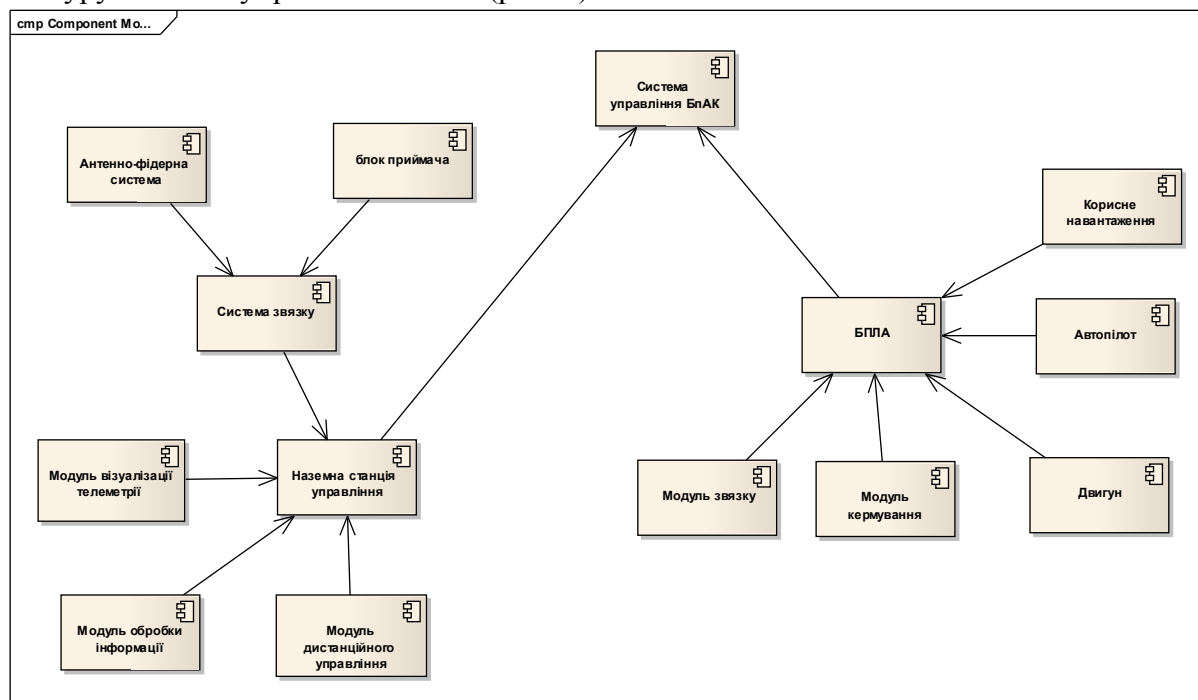 cmp Component Mo...
Система
управління БпАК
Антенно-фідерна
система
блок приймача
Корисне
навантаження
Система звязку
БПЛА
Автопілот
Модуль візуалізації
телеметрії
Наземна станція
управління
Модуль звязку
Модуль
кермування
Двигун
Модуль обробки
інформації
Модуль
дистанційного
управління